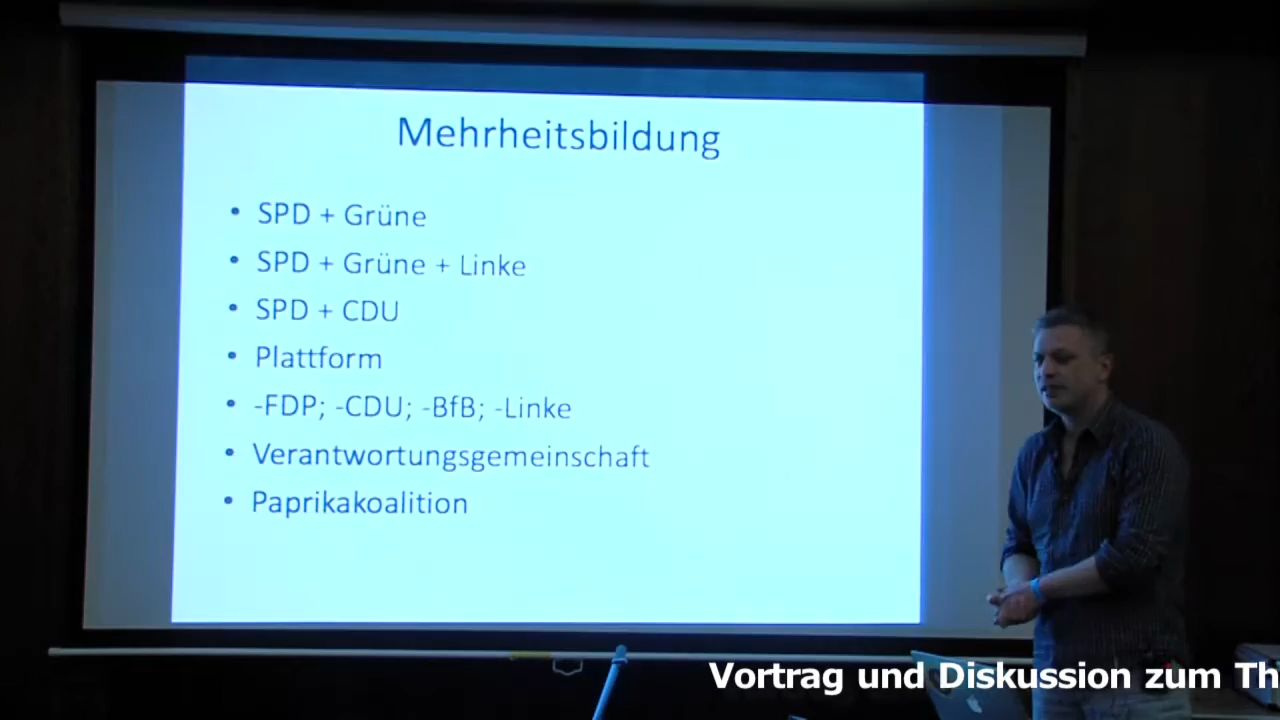 Mehrheitsbildung
• SPD + Grüne
• SPD + Grüne + Linke
• SPD + CDU
• Plattform
• -FDP; -CDU; -BfB; -Linke
• Verantwortungsgemeinschaft
• Paprikakoalition
Vortrag und Diskussion zum Th